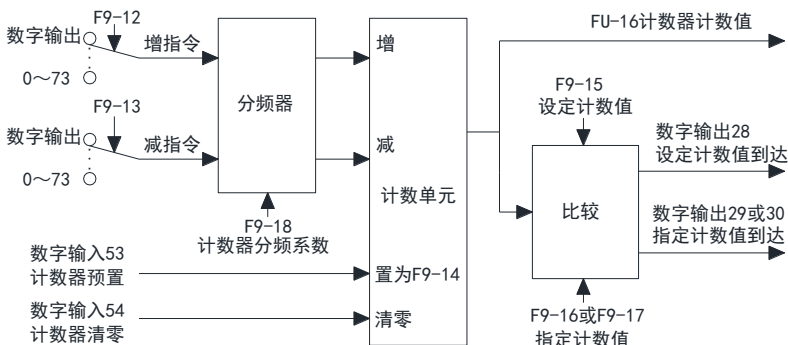 F9-12
数字输出
0～73
增指令
F9-13
数字输出
0～73
减指令
分频器
F9-18
计数器分频系数
数字输入53
计数器预置
数字输入54
计数器清零
增
减
计数单元
置为F9-14
清零
FU-16计数器计数值
F9-15
设定计数值
比较
数字输出28
设定计数值到达
数字输出29或30
指定计数值到达
F9-16或F9-17
指定计数值